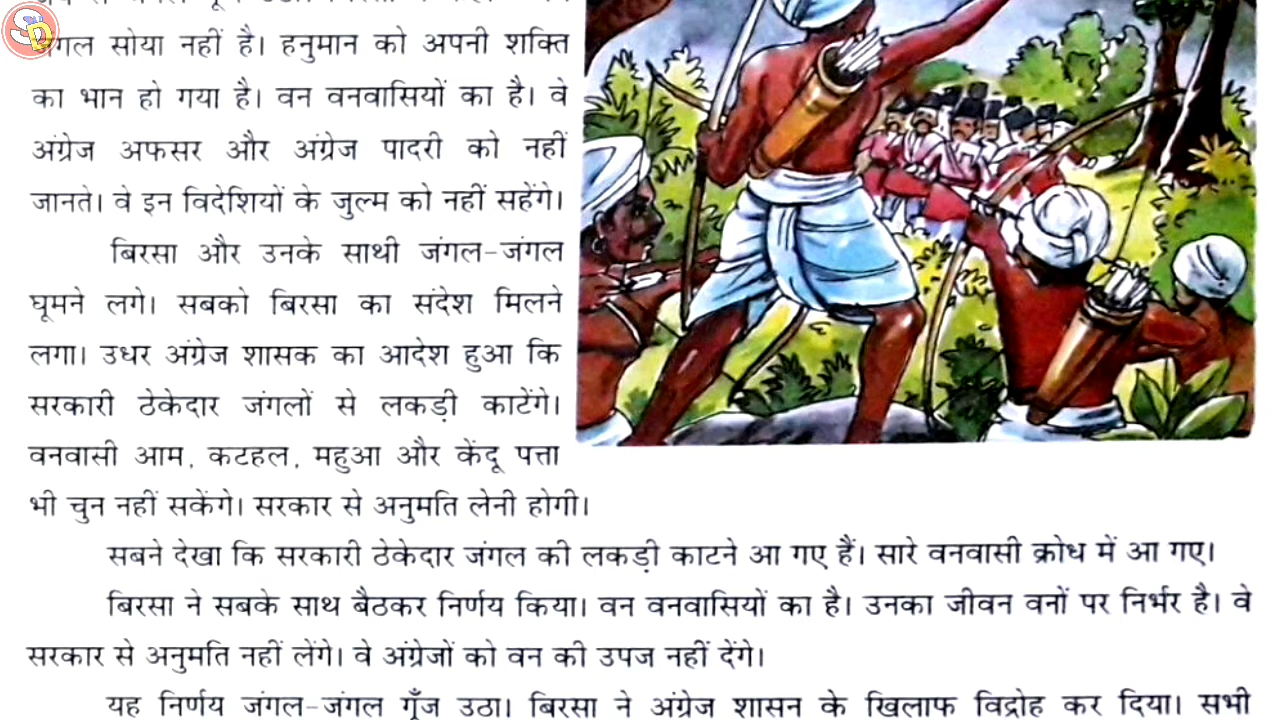 जंगल सोया नहीं है। हनुमान को अपनी शक्ति
का भान हो गया है। वन वनवासियों का है। वे
अंग्रेज अफसर और अंग्रेज पादरी को नहीं
जानते। वे इन विदेशियों के जुल्म को नहीं सहेंगे।
बिरसा और उनके साथी जंगल-जंगल
घूमने लगे। सबको बिरसा का संदेश मिलने
लगा। उधर अंग्रेज शासक का आदेश हुआ कि
सरकारी ठेकेदार जंगलों से लकड़ी काटेंगे।
वनवासी आम, कटहल, महुआ और केंदू पत्ता
भी चुन नहीं सकेंगे। सरकार से अनुमति लेनी होगी।
सबने देखा कि सरकारी ठेकेदार जंगल की लकड़ी काटने आ गए हैं। सारे वनवासी क्रोध में आ गए।
बिरसा ने सबके साथ बैठकर निर्णय किया। वन वनवासियों का है। उनका जीवन वनों पर निर्भर है। वे
सरकार से अनुमति नहीं लेंगे। वे अंग्रेजों को वन की उपज नहीं देंगे।
यह निर्णय जंगल-जंगल गूँज उठा। बिरसा ने अंग्रेज शासन के खिलाफ विद्रोह कर दिया। सभी